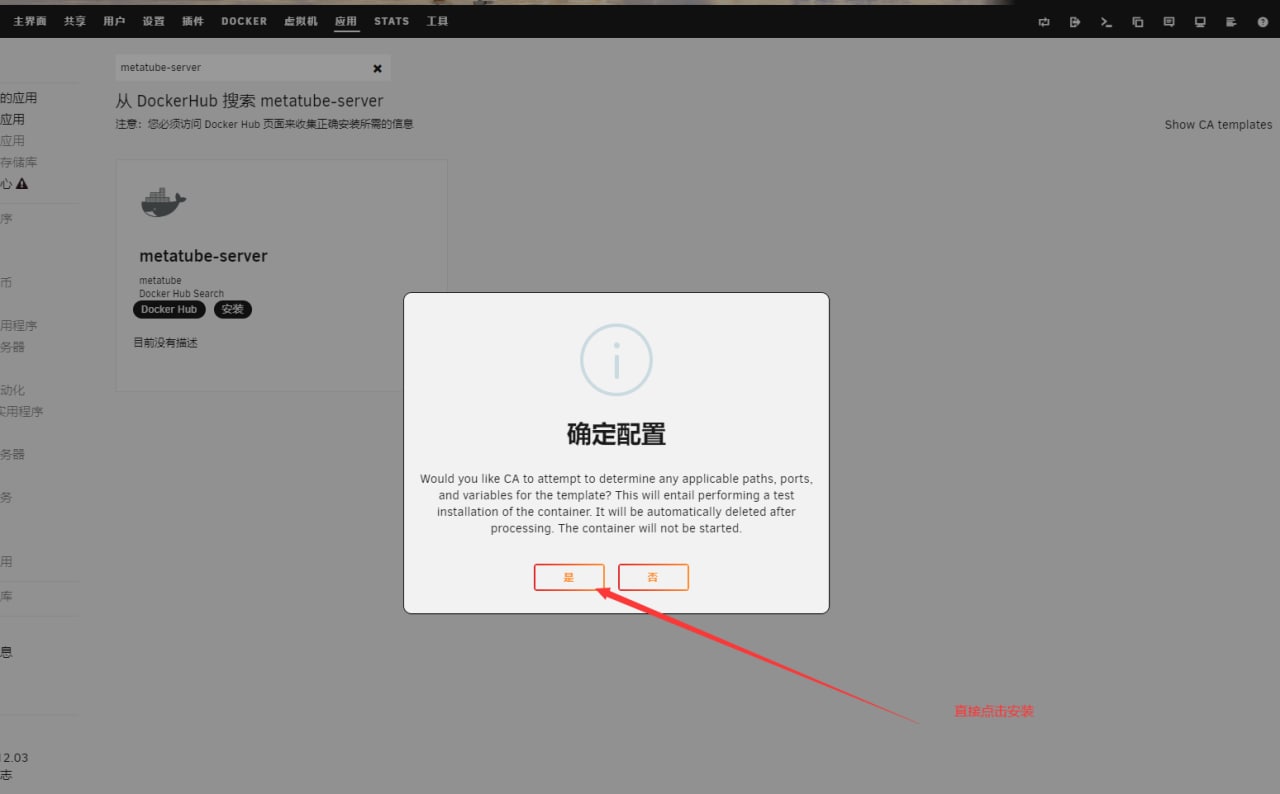 主界面 共享 用户 设置 插件 DOCKER 虚拟机 应用 STATS 工具
metatube-server
从 DockerHub 搜索 metatube-server
注意: 您必须访问 Docker Hub 页面来收集正确安装所需的信息
Show CA templates
的应用
应用
应用
存储库
心
序
币
用程序
务器
动化
实用程序
务器
务
用
库
息
12.03
志
metatube-server
metatube
Docker Hub Search
Docker Hub 安装
目前没有描述
确定配置
Would you like CA to attempt to determine any applicable paths, ports,
and variables for the template? This will entail performing a test
installation of the container. It will be automatically deleted after
processing. The container will not be started.
是 否
直接点击安装